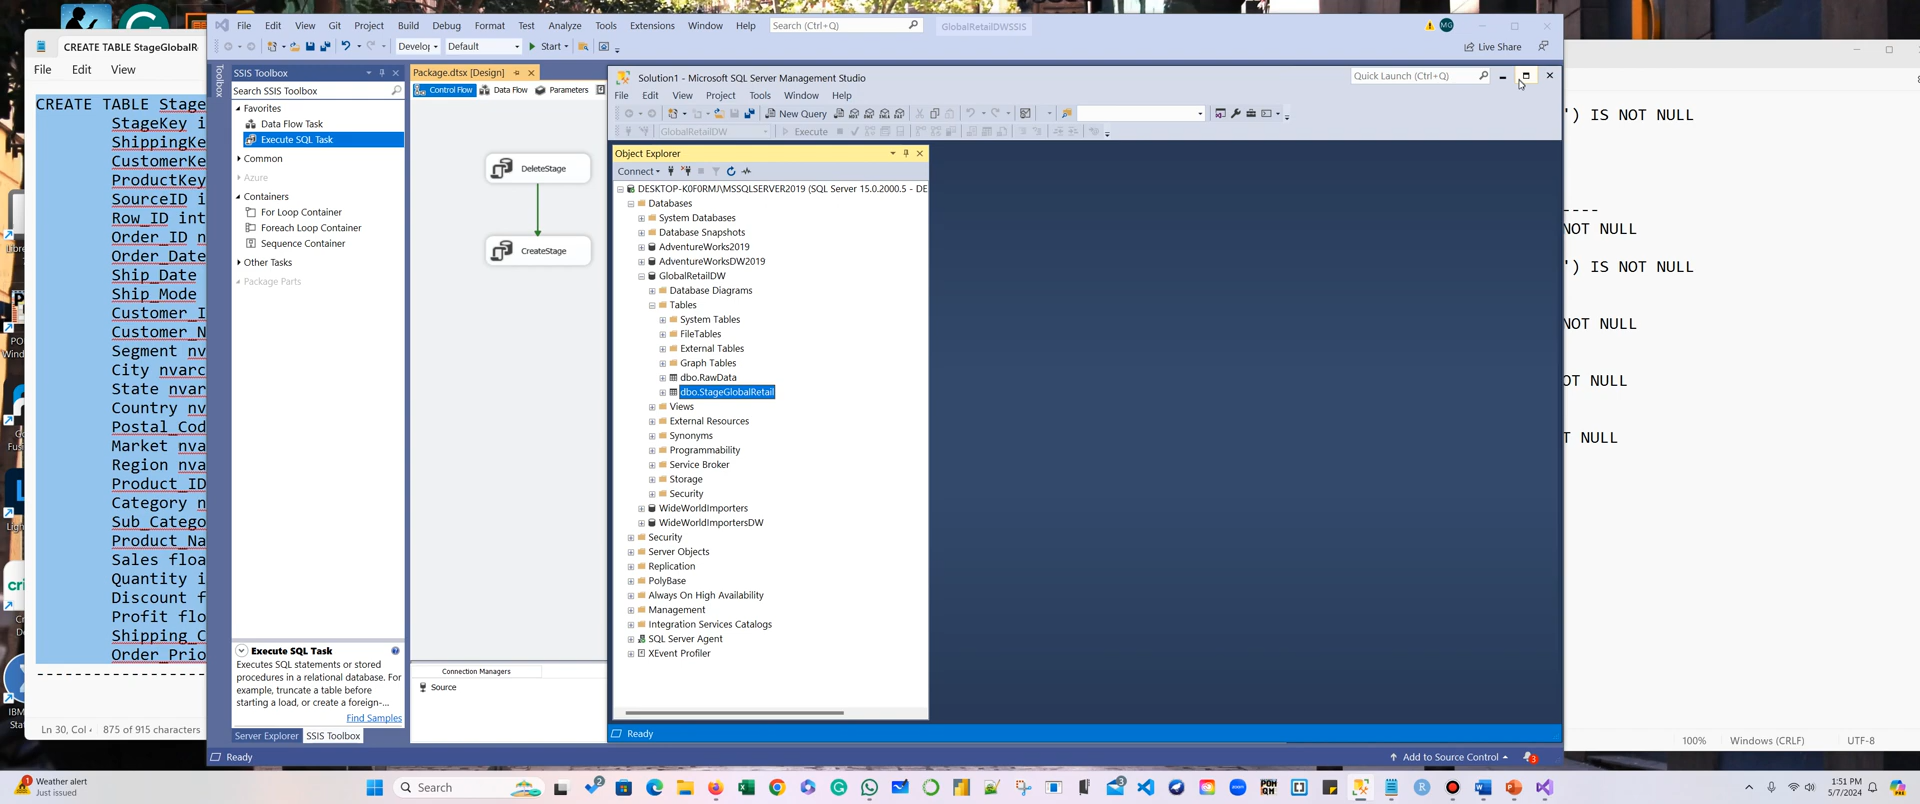 CREATE TABLE StageGlobalR
File Edit View
CREATE TABLE Stage
StageKey i
ShippingKe
CustomerKe
ProductKey
SourceID i
Row_ID int
Order_ID n
Order_Date
Ship_Date
Ship_Mode
Customer_I
Customer_N
Segment nv
City nvarc
State nvar
Country nv
Postal_Cod
Market nva
Region nva
Product_ID
Category n
Sub_Catego
Product_Na
Sales floa
Quantity i
Discount f
Profit flo
Shipping_C
Order_Prio
Ln 30, Col 875 of 915 characters
File Edit View Git Project Build Debug Format Test Analyze Tools Extensions Window Help Search (Ctrl+Q) GlobalRetailDWSSIS MG
Develop Default Start Live Share
Toolbox
SSIS Toolbox
Search SSIS Toolbox
Favorites
Data Flow Task
Execute SQL Task
Common
Azure
Containers
For Loop Container
Foreach Loop Container
Sequence Container
Other Tasks
Package Parts
Execute SQL Task
Executes SQL statements or stored
procedures in a relational database. For
example, truncate a table before
starting a load, or create a foreign-...
Find Samples
Server Explorer SSIS Toolbox
Package.dtsx [Design]
Control Flow Data Flow Parameters
DeleteStage
CreateStage
Connection Managers
Source
Solution1 - Microsoft SQL Server Management Studio Quick Launch (Ctrl+Q)
File Edit View Project Tools Window Help
New Query
GlobalRetailDW Execute
Object Explorer
Connect
DESKTOP-K0F0RMJ\MSSQLSERVER2019 (SQL Server 15.0.2000.5 - DE
Databases
System Databases
Database Snapshots
AdventureWorks2019
AdventureWorksDW2019
GlobalRetailDW
Database Diagrams
Tables
System Tables
FileTables
External Tables
Graph Tables
dbo.RawData
dbo.StageGlobalRetail
Views
External Resources
Synonyms
Programmability
Service Broker
Storage
Security
WideWorldImporters
WideWorldImportersDW
Security
Server Objects
Replication
PolyBase
Always On High Availability
Management
Integration Services Catalogs
SQL Server Agent
XEvent Profiler
Ready
Ready
Add to Source Control 3
') IS NOT NULL
----
NOT NULL
') IS NOT NULL
NOT NULL
OT NULL
T NULL
100% Windows (CRLF) UTF-8
Weather alert
Just issued
Search
1:51 PM
5/7/2024